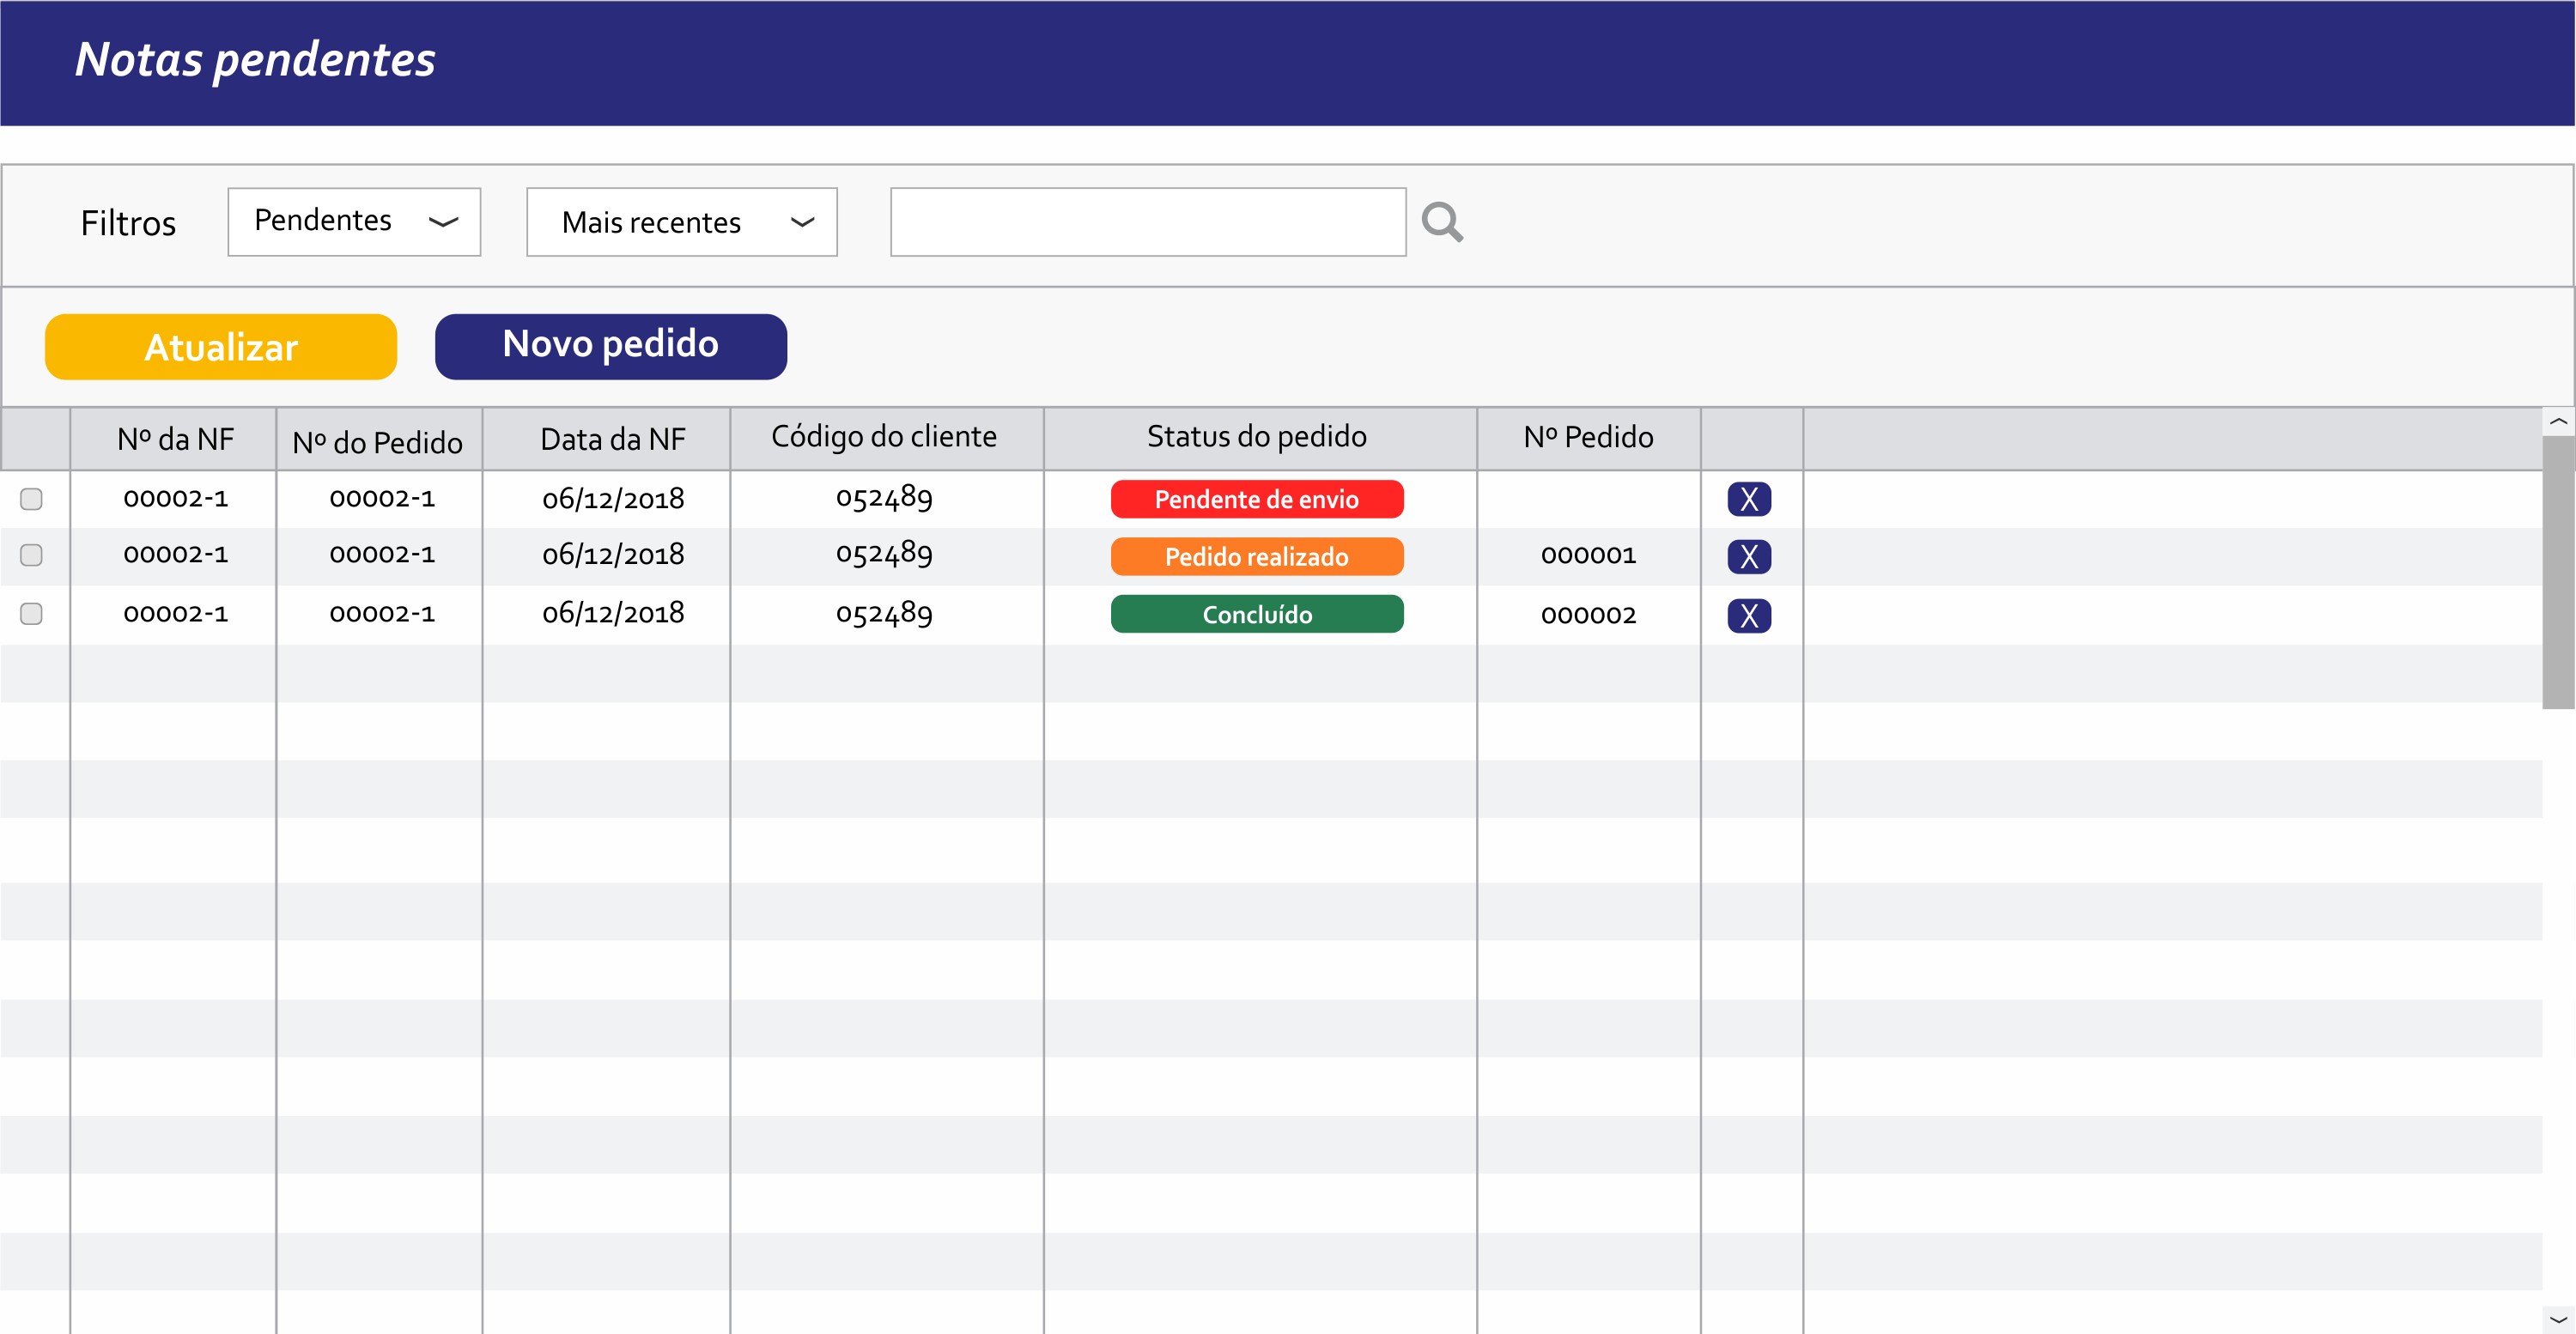 Notas pendentes
Filtros Pendentes Mais recentes
Atualizar Novo pedido
Nº da NF Nº do Pedido Data da NF Código do cliente Status do pedido Nº Pedido
00002-1 00002-1 06/12/2018 052489 Pendente de envio X
00002-1 00002-1 06/12/2018 052489 Pedido realizado 000001 X
00002-1 00002-1 06/12/2018 052489 Concluído 000002 X